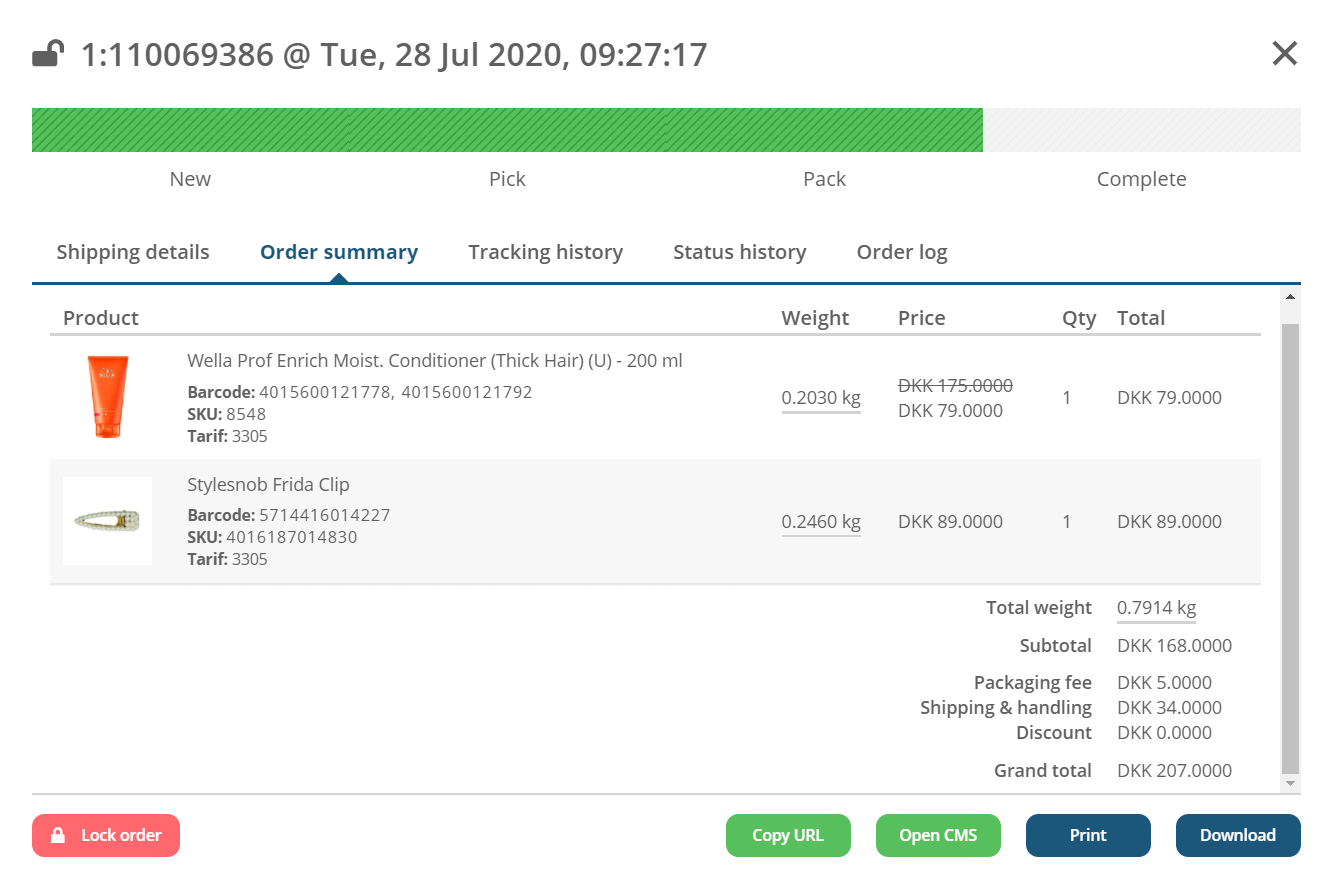 1:110069386 @ Tue, 28 Jul 2020, 09:27:17
New Pick Pack Complete
Shipping details Order summary Tracking history Status history Order log
Product Weight Price Qty Total
Wella Prof Enrich Moist. Conditioner (Thick Hair) (U) - 200 ml
Barcode: 4015600121778, 4015600121792
SKU: 8548
Tarif: 3305
0.2030 kg
DKK 175.0000
DKK 79.0000
1
DKK 79.0000
Stylesnob Frida Clip
Barcode: 5714416014227
SKU: 4016187014830
Tarif: 3305
0.2460 kg
DKK 89.0000
1
DKK 89.0000
Total weight 0.7914 kg
Subtotal DKK 168.0000
Packaging fee DKK 5.0000
Shipping & handling DKK 34.0000
Discount DKK 0.0000
Grand total DKK 207.0000
Lock order Copy URL Open CMS Print Download